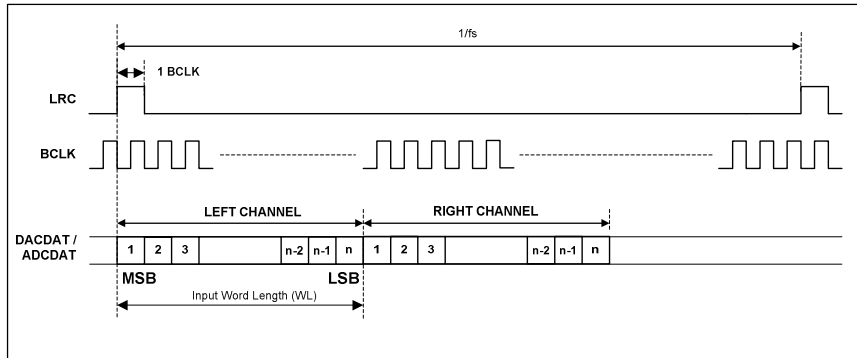 1/fs
1 BCLK
LRC
BCLK
LEFT CHANNEL RIGHT CHANNEL
DACDAT /
ADCDAT
1 2 3 n-2 n-1 n 1 2 3 n-2 n-1 n
MSB LSB
Input Word Length (WL)